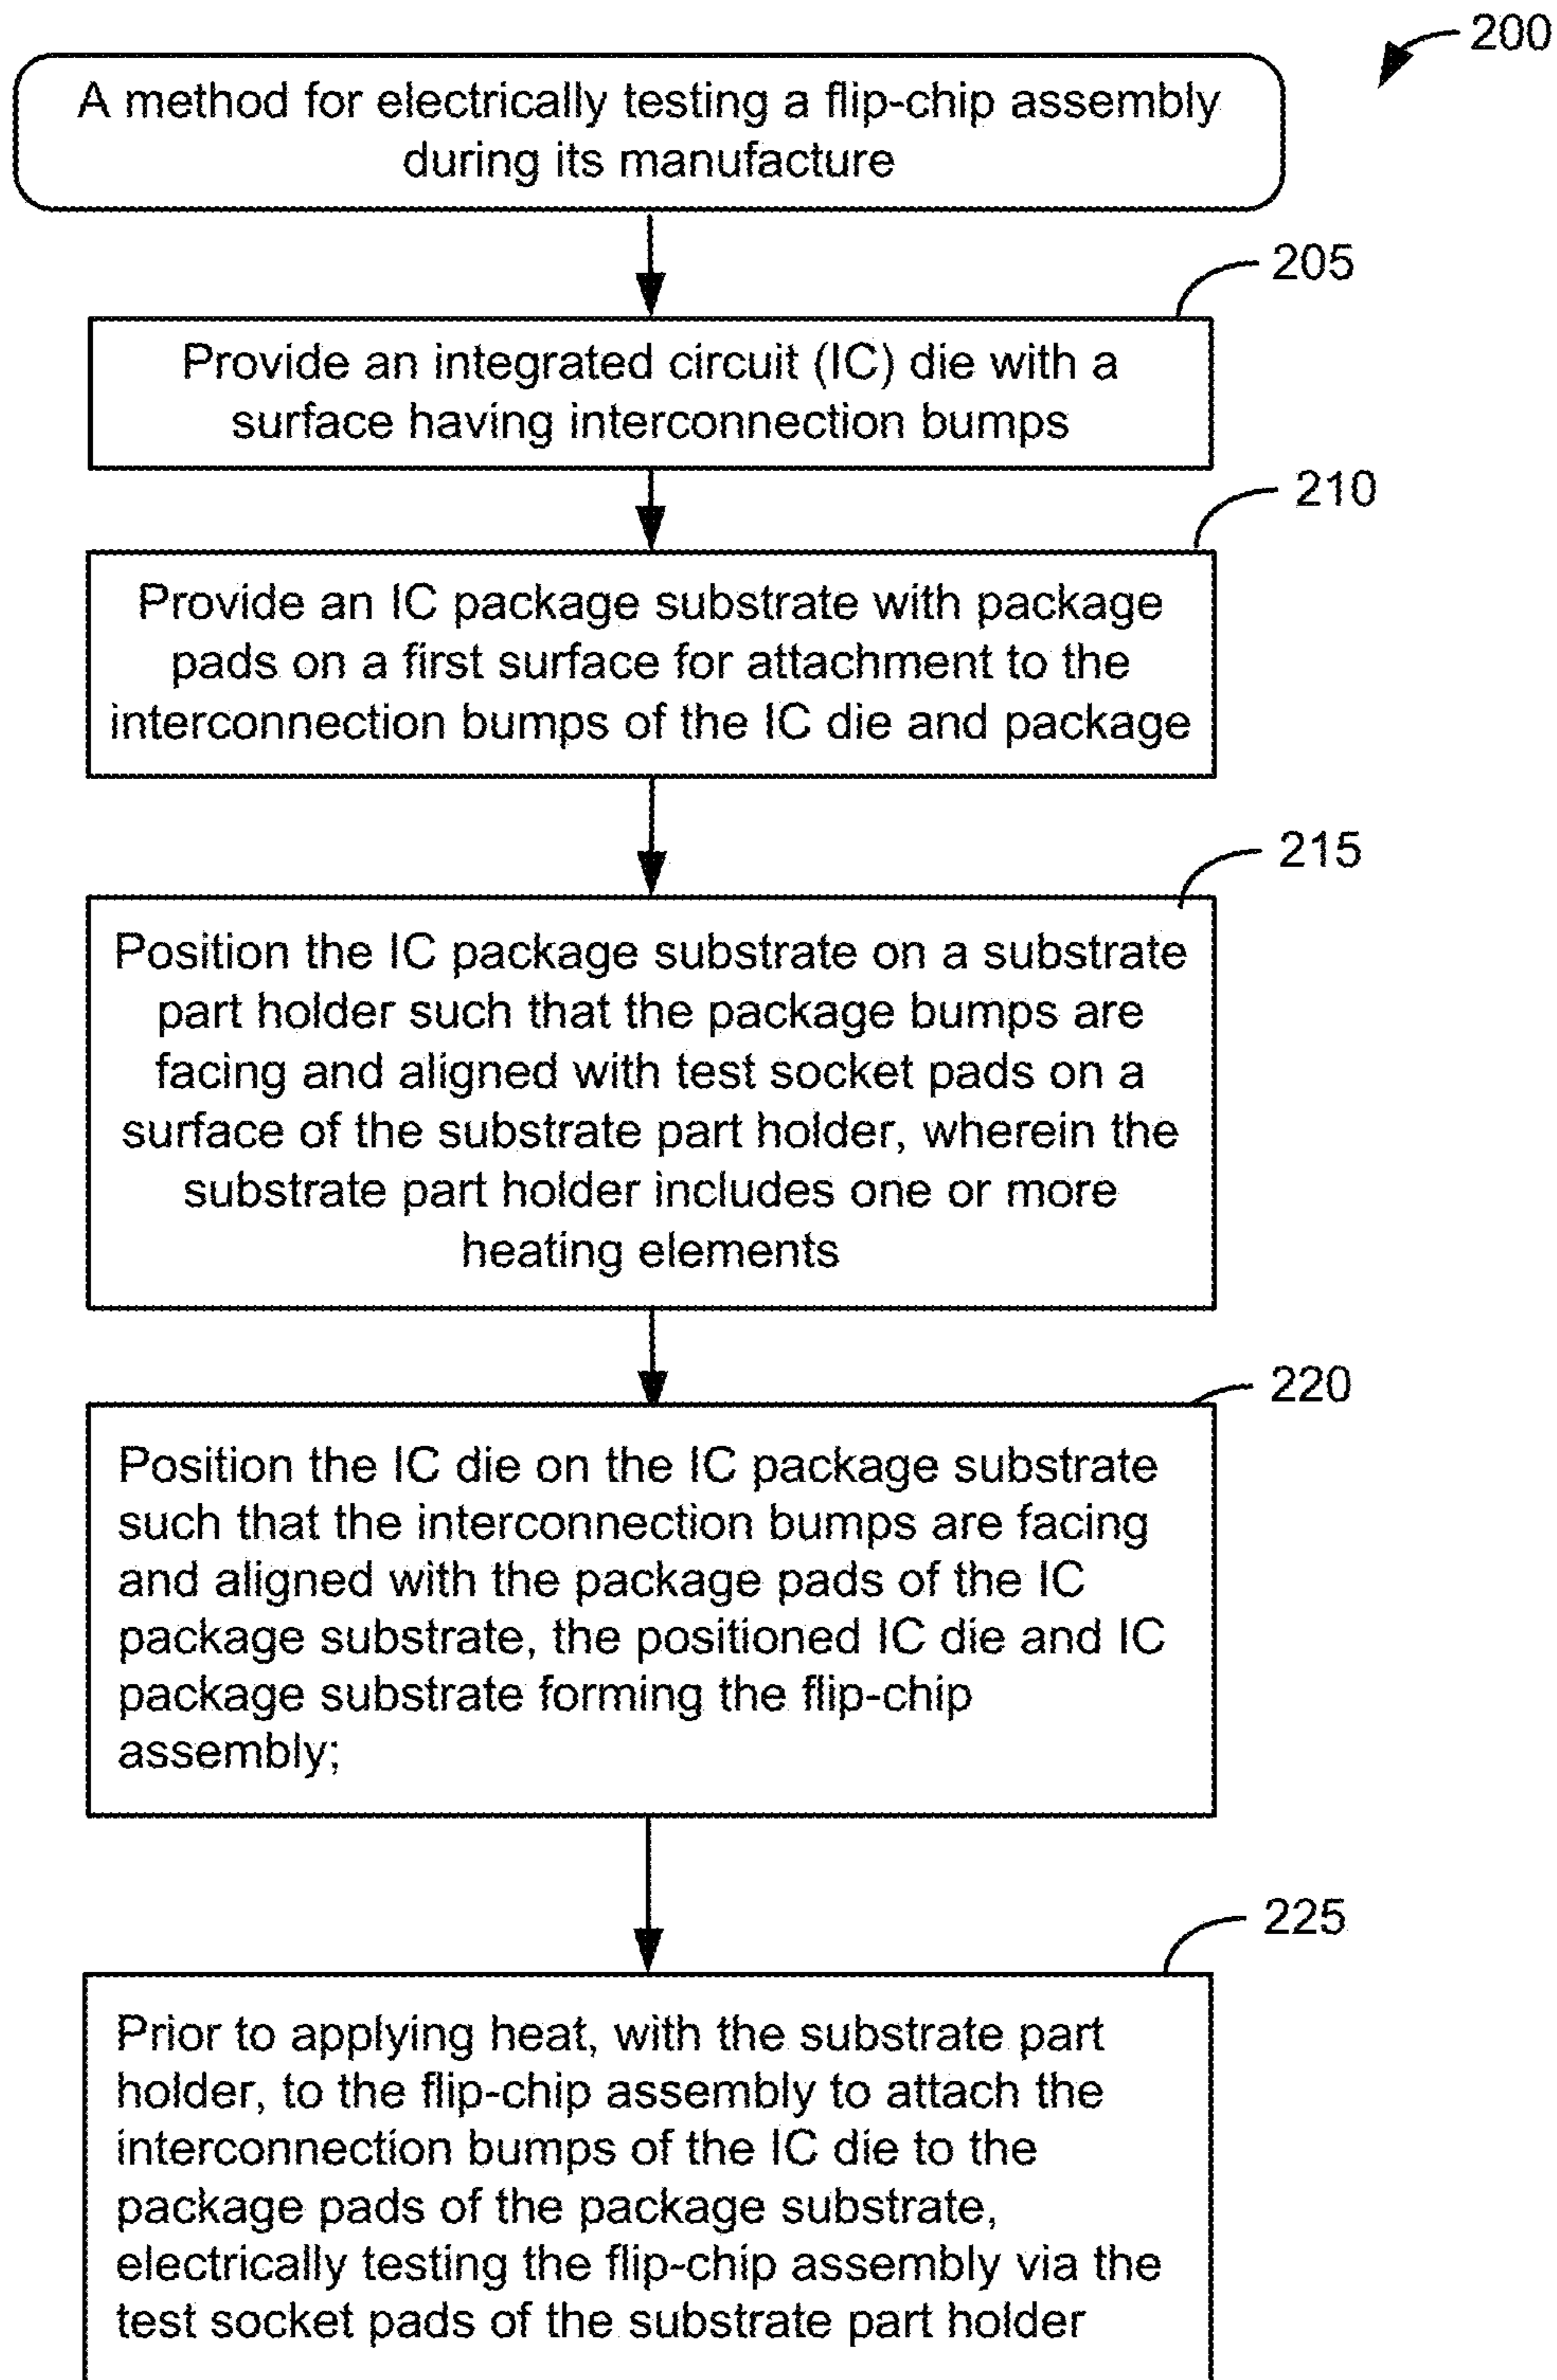 200
A method for electrically testing a flip-chip assembly
during its manufacture
205
Provide an integrated circuit (IC) die with a
surface having interconnection bumps
210
Provide an IC package substrate with package
pads on a first surface for attachment to the
interconnection bumps of the IC die and package
215
Position the IC package substrate on a substrate
part holder such that the package bumps are
facing and aligned with test socket pads on a
surface of the substrate part holder, wherein the
substrate part holder includes one or more
heating elements
220
Position the IC die on the IC package substrate
such that the interconnection bumps are facing
and aligned with the package pads of the IC
package substrate, the positioned IC die and IC
package substrate forming the flip-chip
assembly;
225
Prior to applying heat, with the substrate part
holder, to the flip-chip assembly to attach the
interconnection bumps of the IC die to the
package pads of the package substrate,
electrically testing the flip-chip assembly via the
test socket pads of the substrate part holder